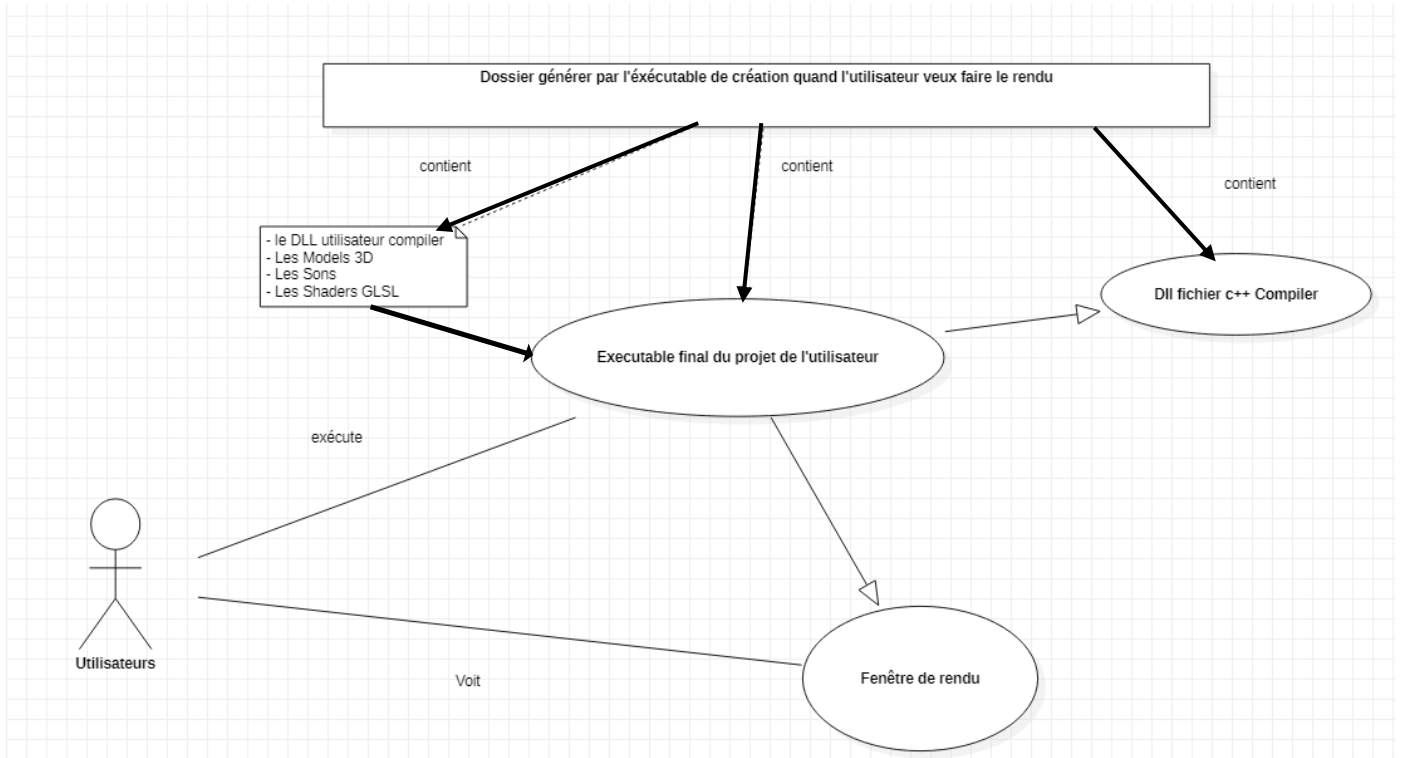 Dossier générer par l'éxécutable de création quand l'utilisateur veux faire le rendu
contient
contient
contient
- le DLL utilisateur compiler
- Les Models 3D
- Les Sons
- Les Shaders GLSL
Dll fichier c++ Compiler
Executable final du projet de l'utilisateur
exécute
Utilisateurs
Voit
Fenêtre de rendu